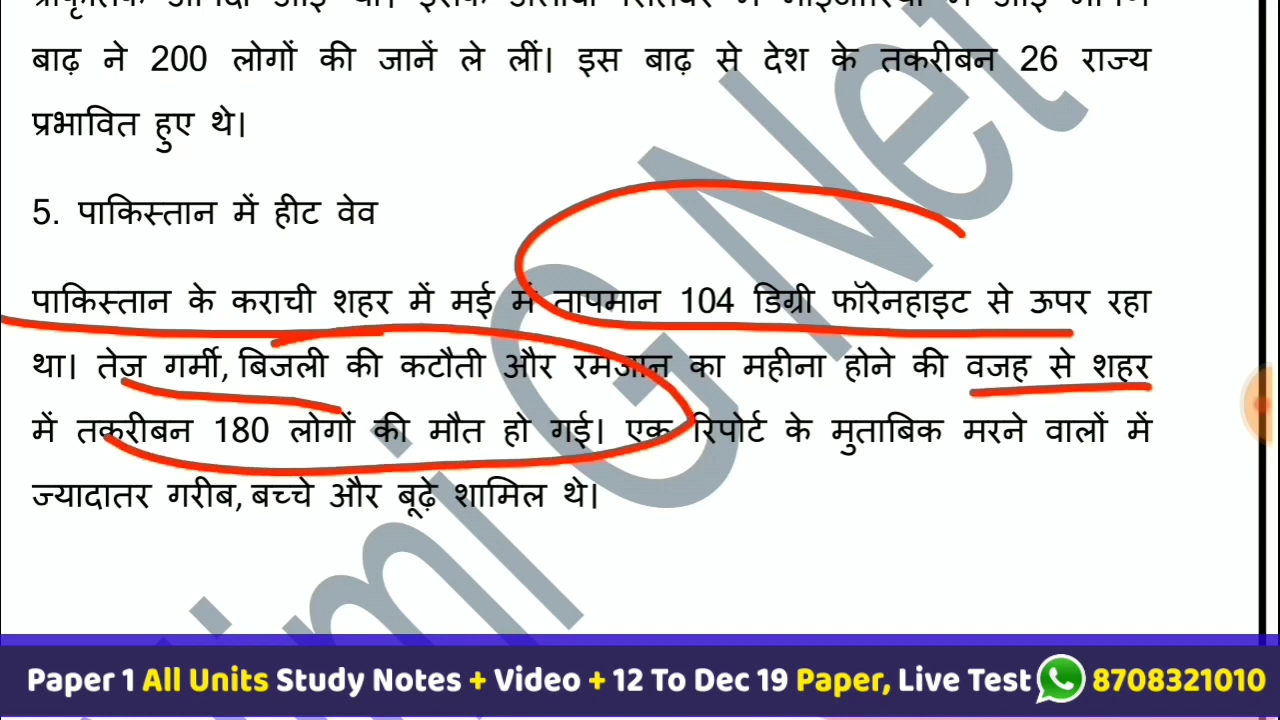 बाढ़ ने 200 लोगों की जानें ले लीं। इस बाढ़ से देश के तकरीबन 26 राज्य
प्रभावित हुए थे।
5. पाकिस्तान में हीट वेव
पाकिस्तान के कराची शहर में मई में तापमान 104 डिग्री फॉरेनहाइट से ऊपर रहा
था। तेज गर्मी, बिजली की कटौती और रमजान का महीना होने की वजह से शहर
में तकरीबन 180 लोगों की मौत हो गई। एक रिपोर्ट के मुताबिक मरने वालों में
ज्यादातर गरीब, बच्चे और बूढ़े शामिल थे।
G Net
Paper 1 All Units Study Notes + Video + 12 To Dec 19 Paper, Live Test 8708321010